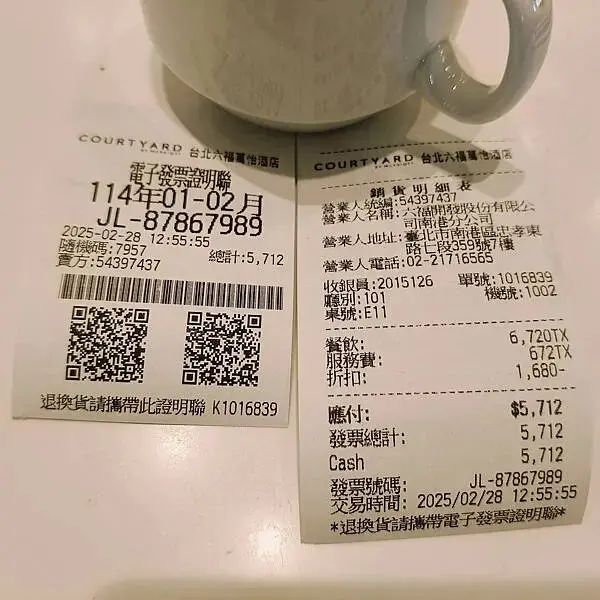 COURTYARD 台北六福萬怡酒店
電子發票證明聯
114年01-02月
JL-87867989
2025-02-28 12:55:55
隨機碼:7957 總計:5,712
賣方:54397437
退換貨請攜帶此證明聯 K1016839
COURTYARD 台北六福萬怡酒店
銷貨明細表
營業人統編:54397437
營業人名稱:六福開發股份有限公
司南港分公司
營業人地址:臺北市南港區忠孝東
路七段359號7樓
營業人電話:02-21716565
收銀員:2015126 單號:1016839
廳別:101 機號:1002
桌號:E11
餐飲: 6,720TX
服務費: 672TX
折扣: 1,680-
應付: $5,712
發票總計: 5,712
Cash 5,712
發票號碼: JL-87867989
交易時間: 2025/02/28 12:55:55
*退換貨請攜帶電子發票證明聯*